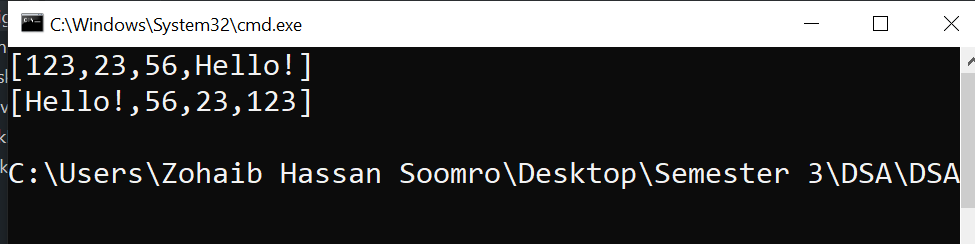 C:\Windows\System32\cmd.exe
[123,23,56,Hello!]
[Hello!,56,23,123]
C:\Users\Zohaib Hassan Soomro\Desktop\Semester 3\DSA\DSA